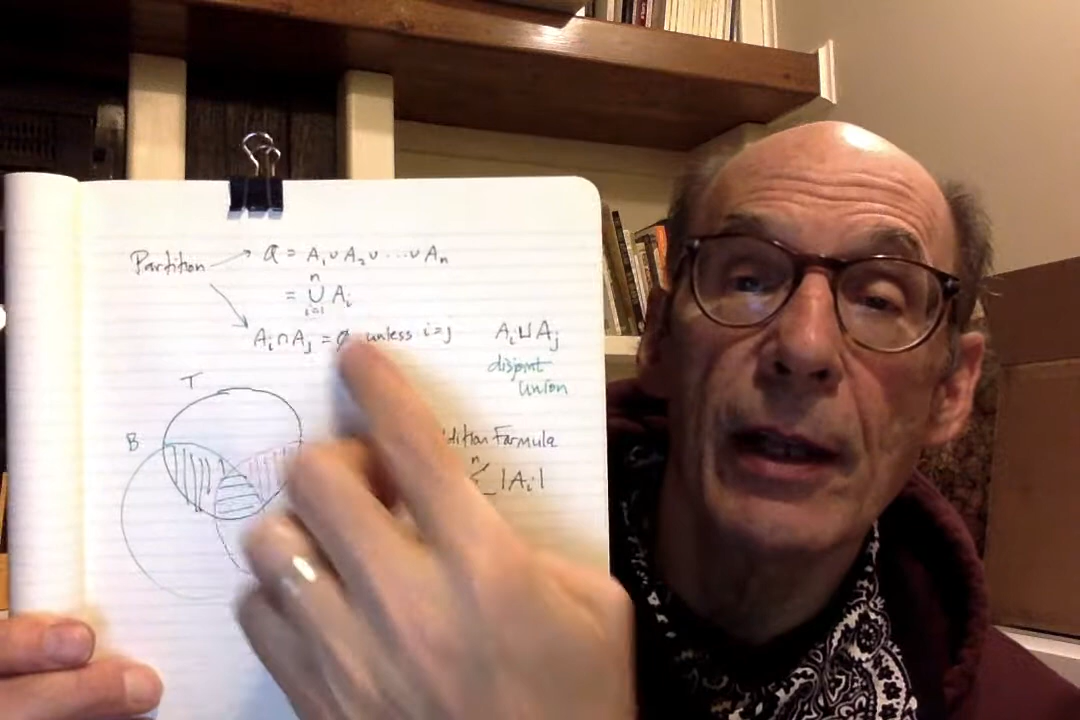 Partition → a = A₁ ∪ A₂ ∪ ... ∪ Aₙ
= ⋃ᵢ₌₁ⁿ Aᵢ
Aᵢ ∩ Aⱼ = ∅ unless i = j
Aᵢ ⊔ Aⱼ
disjoint
union
T
B
dition Formula
n
|Aᵢ|